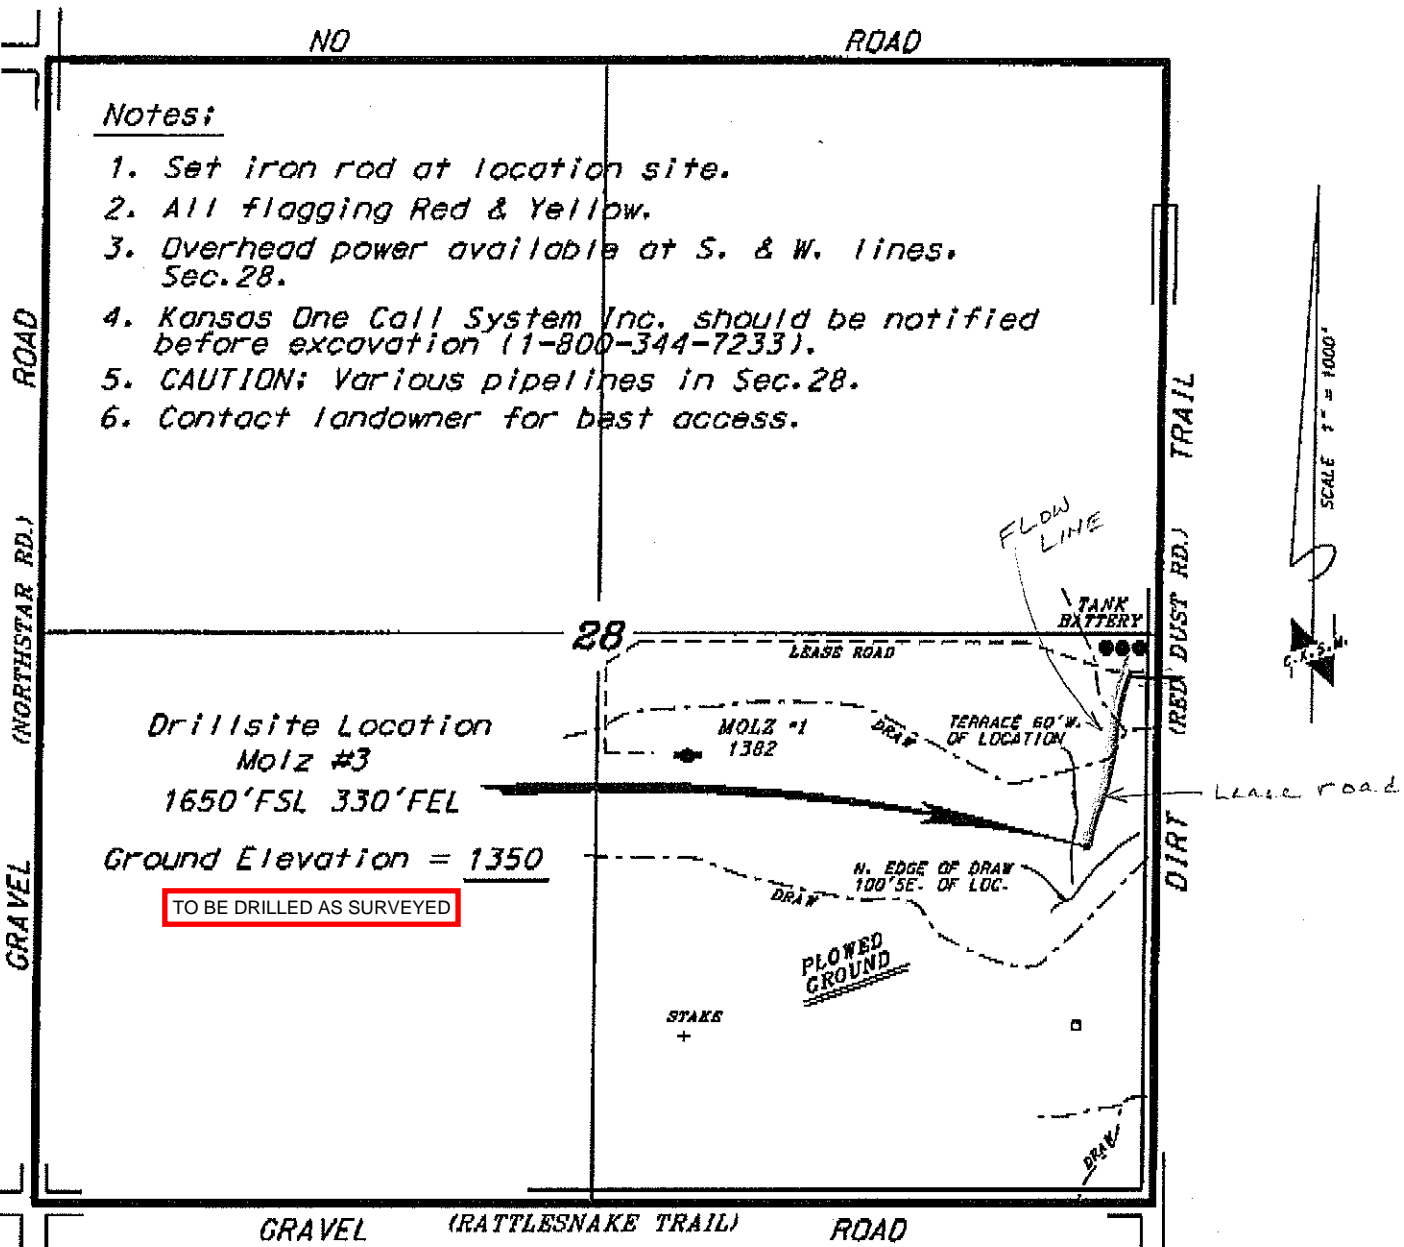 NO ROAD
Notes:
1. Set iron rod at location site.
2. All flagging Red & Yellow.
3. Overhead power available at S. & W. lines.
Sec.28.
4. Kansas One Call System Inc. should be notified
before excavation (1-800-344-7233).
5. CAUTION: Various pipelines in Sec.28.
6. Contact landowner for best access.
GRAVEL (NORTHSTAR RD.) ROAD
DIRT (RED DUST RD.) TRAIL
SCALE 1" = 1000'
C.K.S.M.
FLOW
LINE
TANK
BATTERY
28
LEASE ROAD
Drillsite Location
Molz #3
1650'FSL 330'FEL
Ground Elevation = 1350
TO BE DRILLED AS SURVEYED
MOLZ #1
1382
DRAW
TERRACE 60'W.
OF LOCATION
Lease road
N. EDGE OF DRAW
100'SE. OF LOC.
DRAW
PLOWED
GROUND
STAKE
DRAW
GRAVEL (RATTLESNAKE TRAIL) ROAD